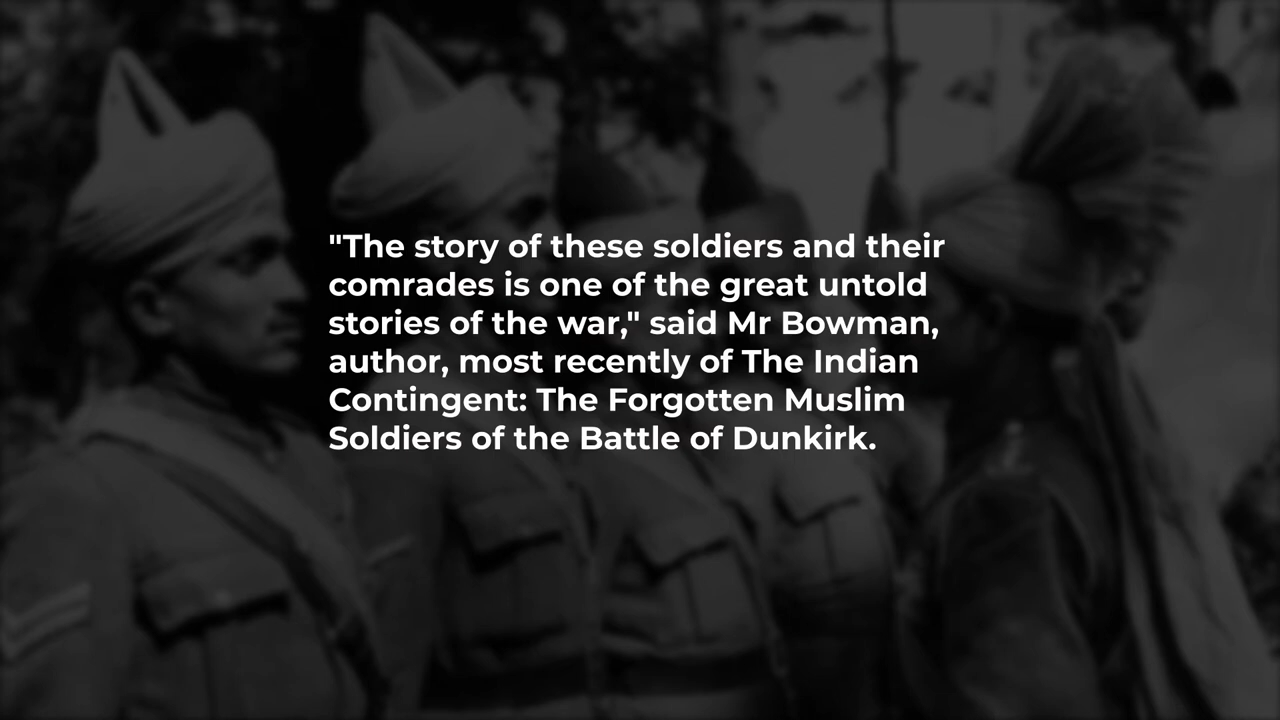 "The story of these soldiers and their
comrades is one of the great untold
stories of the war," said Mr Bowman,
author, most recently of The Indian
Contingent: The Forgotten Muslim
Soldiers of the Battle of Dunkirk.